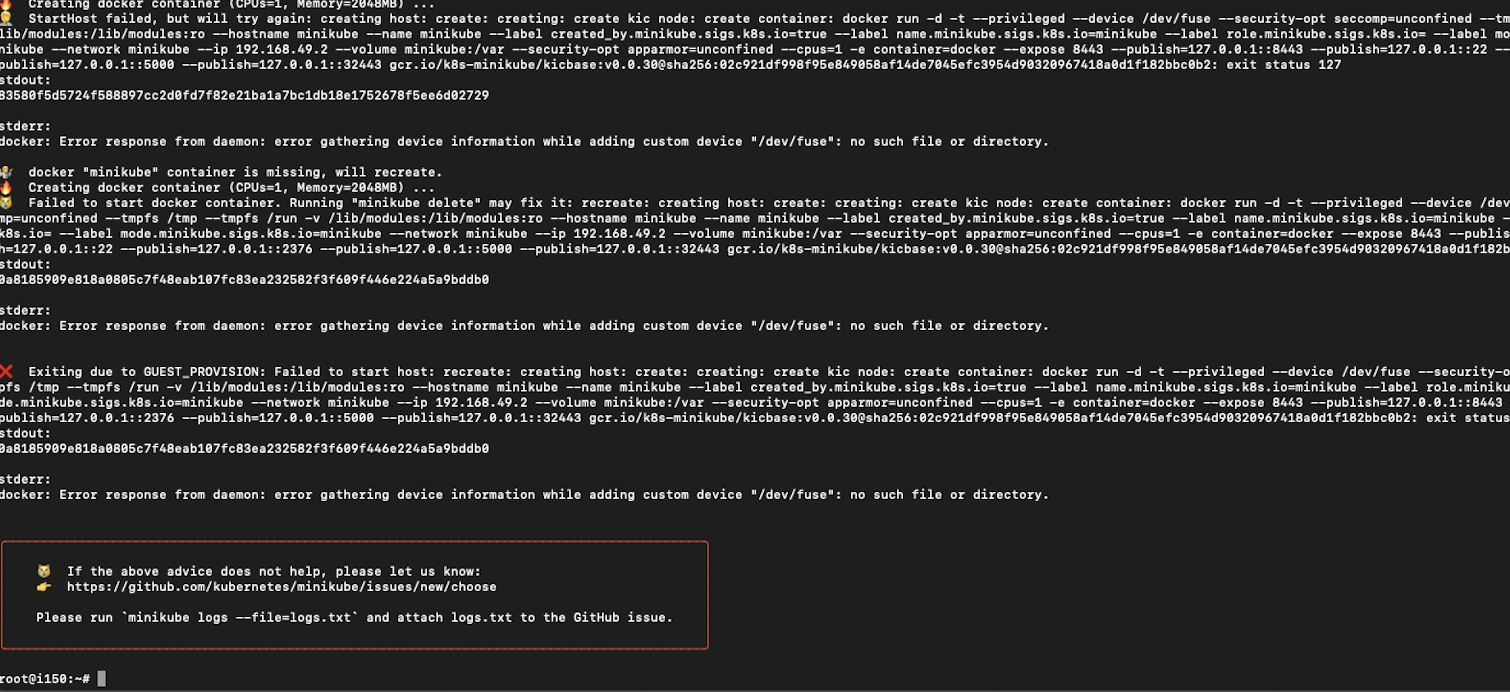 Creating docker container (CPUs=1, Memory=2048MB) ...
StartHost failed, but will try again: creating host: create: creating: create kic node: create container: docker run -d -t --privileged --device /dev/fuse --security-opt seccomp=unconfined --tm
lib/modules:/lib/modules:ro --hostname minikube --name minikube --label created_by.minikube.sigs.k8s.io=true --label name.minikube.sigs.k8s.io=minikube --label role.minikube.sigs.k8s.io= --label mo
nikube --network minikube --ip 192.168.49.2 --volume minikube:/var --security-opt apparmor=unconfined --cpus=1 -e container=docker --expose 8443 --publish=127.0.0.1::8443 --publish=127.0.0.1::22 --
publish=127.0.0.1::5000 --publish=127.0.0.1::32443 gcr.io/k8s-minikube/kicbase:v0.0.30@sha256:02c921df998f95e849058af14de7045efc3954d90320967418a0d1f182bbc0b2: exit status 127
stdout:
83580f5d5724f588897cc2d0fd7f82e21ba1a7bc1db18e1752678f5ee6d02729
stderr:
docker: Error response from daemon: error gathering device information while adding custom device "/dev/fuse": no such file or directory.
docker "minikube" container is missing, will recreate.
Creating docker container (CPUs=1, Memory=2048MB) ...
Failed to start docker container. Running "minikube delete" may fix it: recreate: creating host: create: creating: create kic node: create container: docker run -d -t --privileged --device /dev
mp=unconfined --tmpfs /tmp --tmpfs /run -v /lib/modules:/lib/modules:ro --hostname minikube --name minikube --label created_by.minikube.sigs.k8s.io=true --label name.minikube.sigs.k8s.io=minikube -
k8s.io= --label mode.minikube.sigs.k8s.io=minikube --network minikube --ip 192.168.49.2 --volume minikube:/var --security-opt apparmor=unconfined --cpus=1 -e container=docker --expose 8443 --publis
h=127.0.0.1::22 --publish=127.0.0.1::2376 --publish=127.0.0.1::5000 --publish=127.0.0.1::32443 gcr.io/k8s-minikube/kicbase:v0.0.30@sha256:02c921df998f95e849058af14de7045efc3954d90320967418a0d1f182b
stdout:
0a8185909e818a0805c7f48eab107fc83ea232582f3f609f446e224a5a9bddb0
stderr:
docker: Error response from daemon: error gathering device information while adding custom device "/dev/fuse": no such file or directory.
Exiting due to GUEST_PROVISION: Failed to start host: recreate: creating host: create: creating: create kic node: create container: docker run -d -t --privileged --device /dev/fuse --security-o
pfs /tmp --tmpfs /run -v /lib/modules:/lib/modules:ro --hostname minikube --name minikube --label created_by.minikube.sigs.k8s.io=true --label name.minikube.sigs.k8s.io=minikube --label role.miniku
de.minikube.sigs.k8s.io=minikube --network minikube --ip 192.168.49.2 --volume minikube:/var --security-opt apparmor=unconfined --cpus=1 -e container=docker --expose 8443 --publish=127.0.0.1::8443
publish=127.0.0.1::2376 --publish=127.0.0.1::5000 --publish=127.0.0.1::32443 gcr.io/k8s-minikube/kicbase:v0.0.30@sha256:02c921df998f95e849058af14de7045efc3954d90320967418a0d1f182bbc0b2: exit status
stdout:
0a8185909e818a0805c7f48eab107fc83ea232582f3f609f446e224a5a9bddb0
stderr:
docker: Error response from daemon: error gathering device information while adding custom device "/dev/fuse": no such file or directory.
If the above advice does not help, please let us know:
https://github.com/kubernetes/minikube/issues/new/choose
Please run `minikube logs --file=logs.txt` and attach logs.txt to the GitHub issue.
root@i150:~#